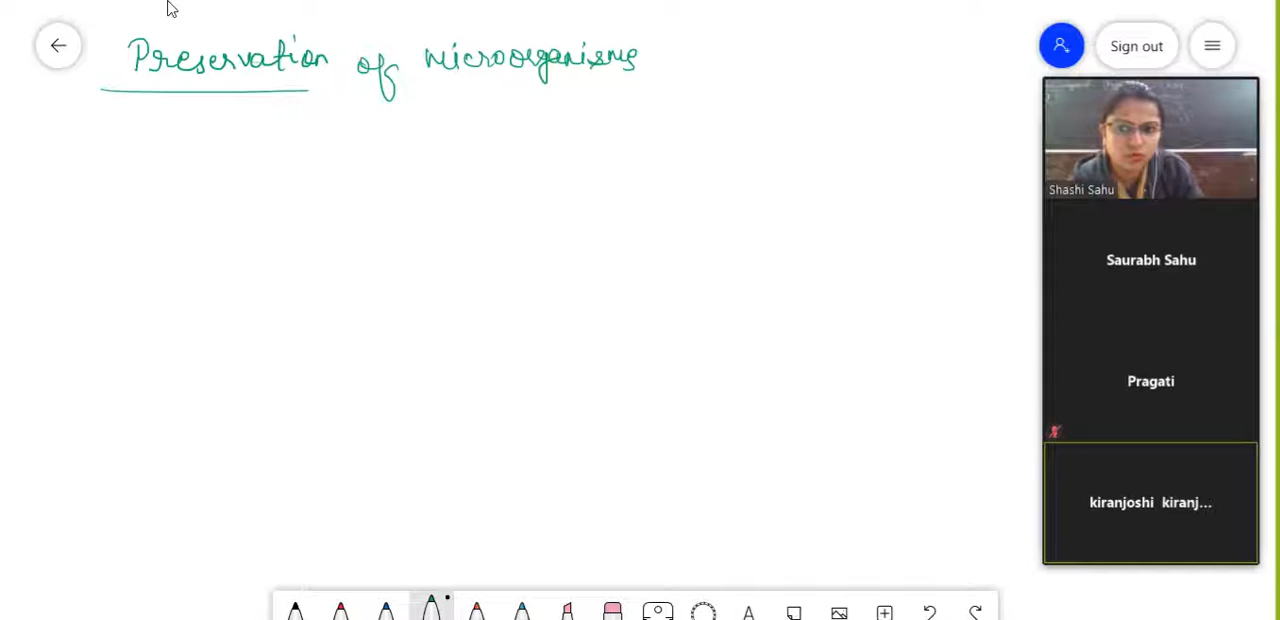 Preservation of microorganisms
Sign out
Shashi Sahu
Saurabh Sahu
Pragati
kiranjoshi kiranj...
A